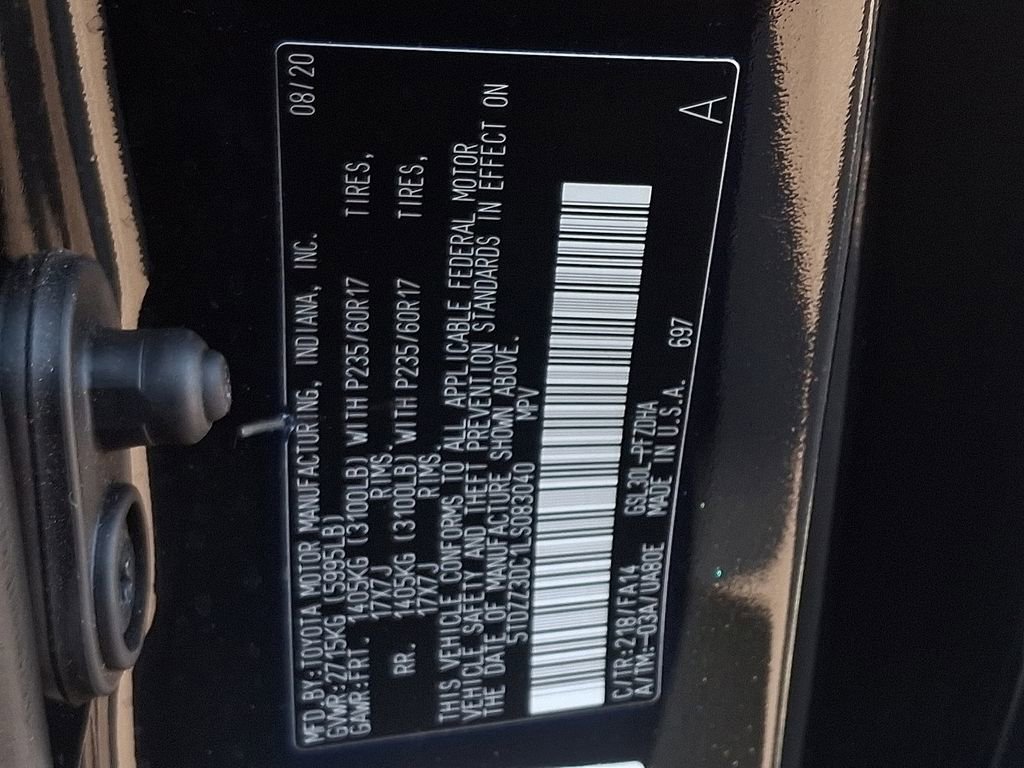 MFD.BY:TOYOTA MOTOR MANUFACTURING, INDIANA, INC. 08/20
GVWR:2715KG (5995LB)
GAWR:FRT. 1405KG (3100LB) WITH P235/60R17 TIRES,
17X7J RIMS.
RR. 1405KG (3100LB) WITH P235/60R17 TIRES,
17X7J RIMS.
THIS VEHICLE CONFORMS TO ALL APPLICABLE FEDERAL MOTOR
VEHICLE SAFETY AND THEFT PREVENTION STANDARDS IN EFFECT ON
THE DATE OF MANUFACTURE SHOWN ABOVE.
5TDZZ3DC1LS083040 MPV
C/TR:218/FA14 GSL30L-PFZDHA 697
A/TM:-03A/UA80E MADE IN U.S.A.
A